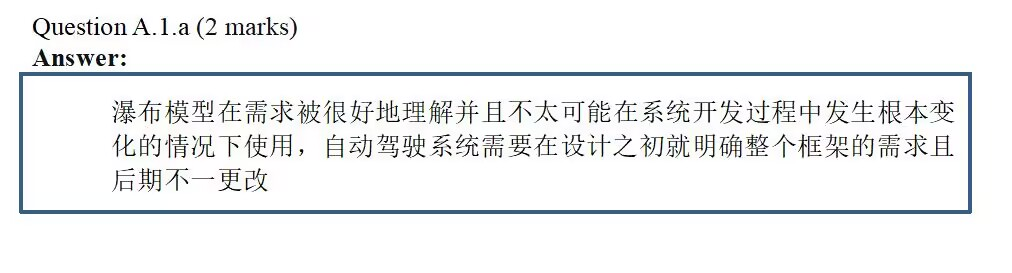 Question A.1.a (2 marks)
Answer:
瀑布模型在需求被很好地理解并且不太可能在系统开发过程中发生根本变
化的情况下使用，自动驾驶系统需要在设计之初就明确整个框架的需求且
后期不一更改